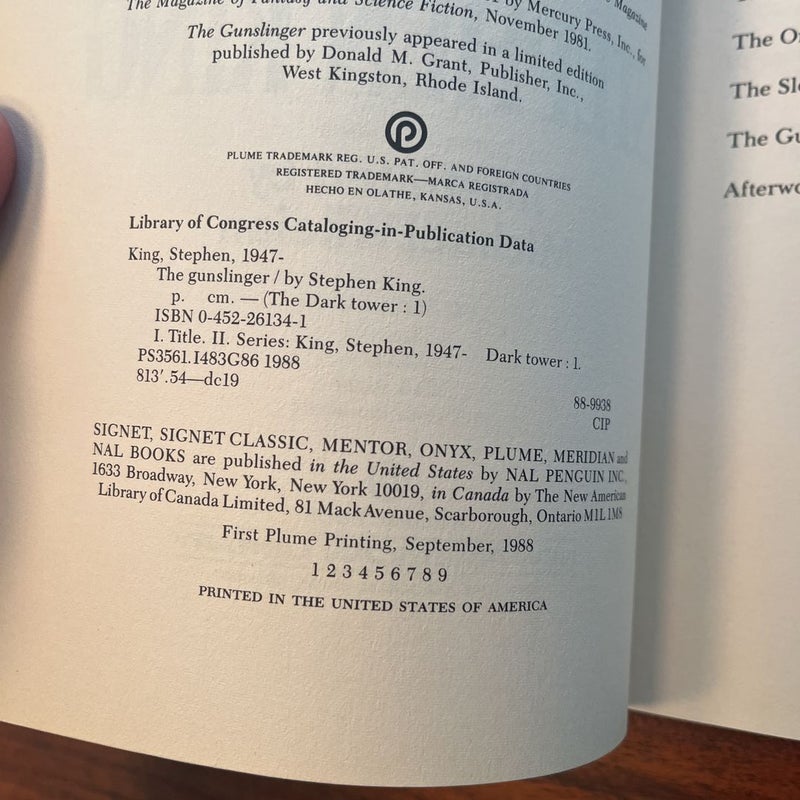 by Mercury Press, Inc., for
The Magazine of Fantasy and Science Fiction, November 1981.
The Gunslinger previously appeared in a limited edition
published by Donald M. Grant, Publisher, Inc.,
West Kingston, Rhode Island.
PLUME TRADEMARK REG. U.S. PAT. OFF. AND FOREIGN COUNTRIES
REGISTERED TRADEMARK—MARCA REGISTRADA
HECHO EN OLATHE, KANSAS, U.S.A.
Library of Congress Cataloging-in-Publication Data
King, Stephen, 1947-
The gunslinger / by Stephen King.
p. cm. — (The Dark tower : 1)
ISBN 0-452-26134-1
I. Title. II. Series: King, Stephen, 1947- Dark tower : 1.
PS3561.I483G86 1988
813'.54—dc19
88-9938
CIP
SIGNET, SIGNET CLASSIC, MENTOR, ONYX, PLUME, MERIDIAN and
NAL BOOKS are published in the United States by NAL PENGUIN INC,
1633 Broadway, New York, New York 10019, in Canada by The New American
Library of Canada Limited, 81 Mack Avenue, Scarborough, Ontario M1L 1M8
First Plume Printing, September, 1988
1 2 3 4 5 6 7 8 9
PRINTED IN THE UNITED STATES OF AMERICA
The
The
The